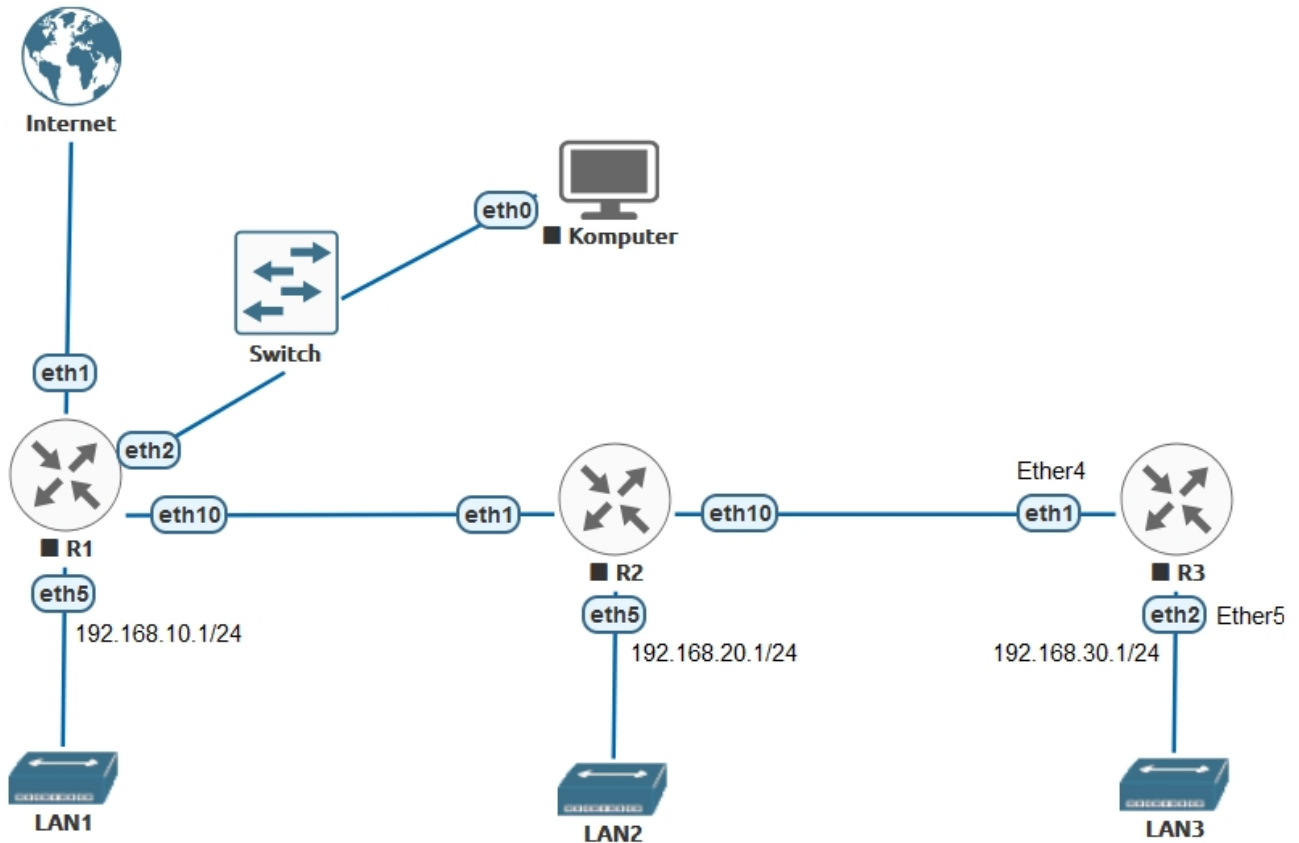 Internet
eth0
Komputer
Switch
eth1
eth2
eth10
eth1
eth10
Ether4
eth1
R1
R2
R3
eth5
192.168.10.1/24
eth5
192.168.20.1/24
eth2
Ether5
192.168.30.1/24
LAN1
LAN2
LAN3